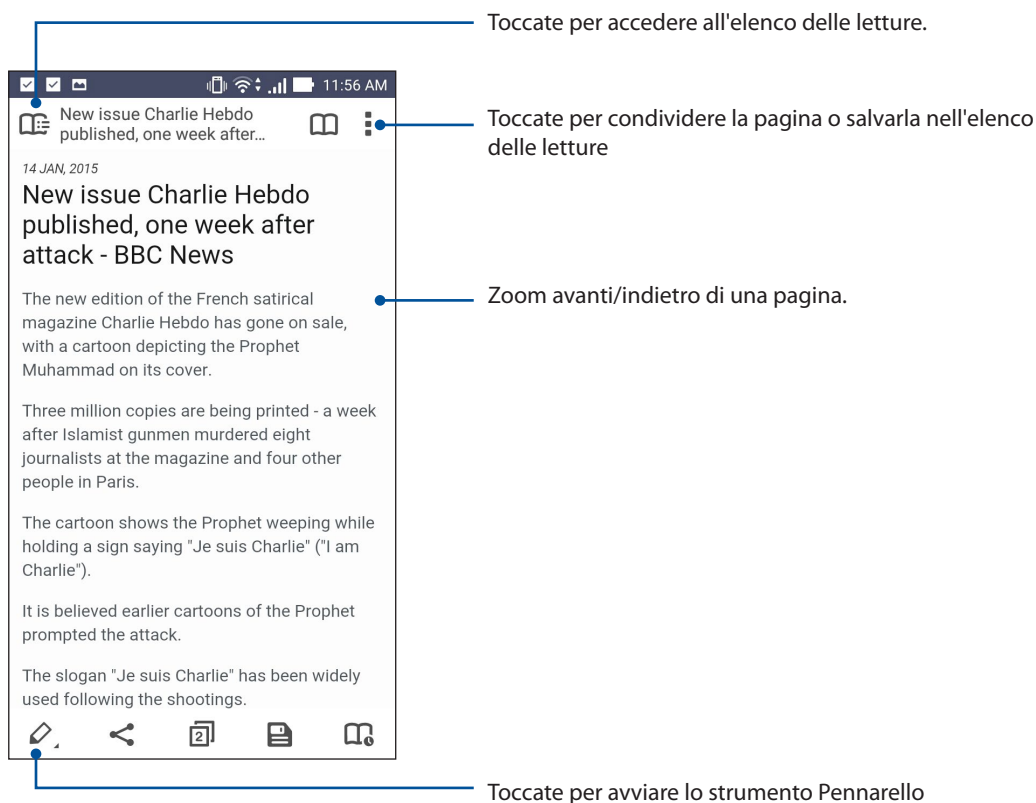 Toccate per accedere all'elenco delle letture.
11:56 AM
New issue Charlie Hebdo
published, one week after...
Toccate per condividere la pagina o salvarla nell'elenco
delle letture
14 JAN, 2015
New issue Charlie Hebdo
published, one week after
attack - BBC News
The new edition of the French satirical
magazine Charlie Hebdo has gone on sale,
with a cartoon depicting the Prophet
Muhammad on its cover.
Zoom avanti/indietro di una pagina.
Three million copies are being printed - a week
after Islamist gunmen murdered eight
journalists at the magazine and four other
people in Paris.
The cartoon shows the Prophet weeping while
holding a sign saying "Je suis Charlie" ("I am
Charlie").
It is believed earlier cartoons of the Prophet
prompted the attack.
The slogan "Je suis Charlie" has been widely
used following the shootings.
2
Toccate per avviare lo strumento Pennarello